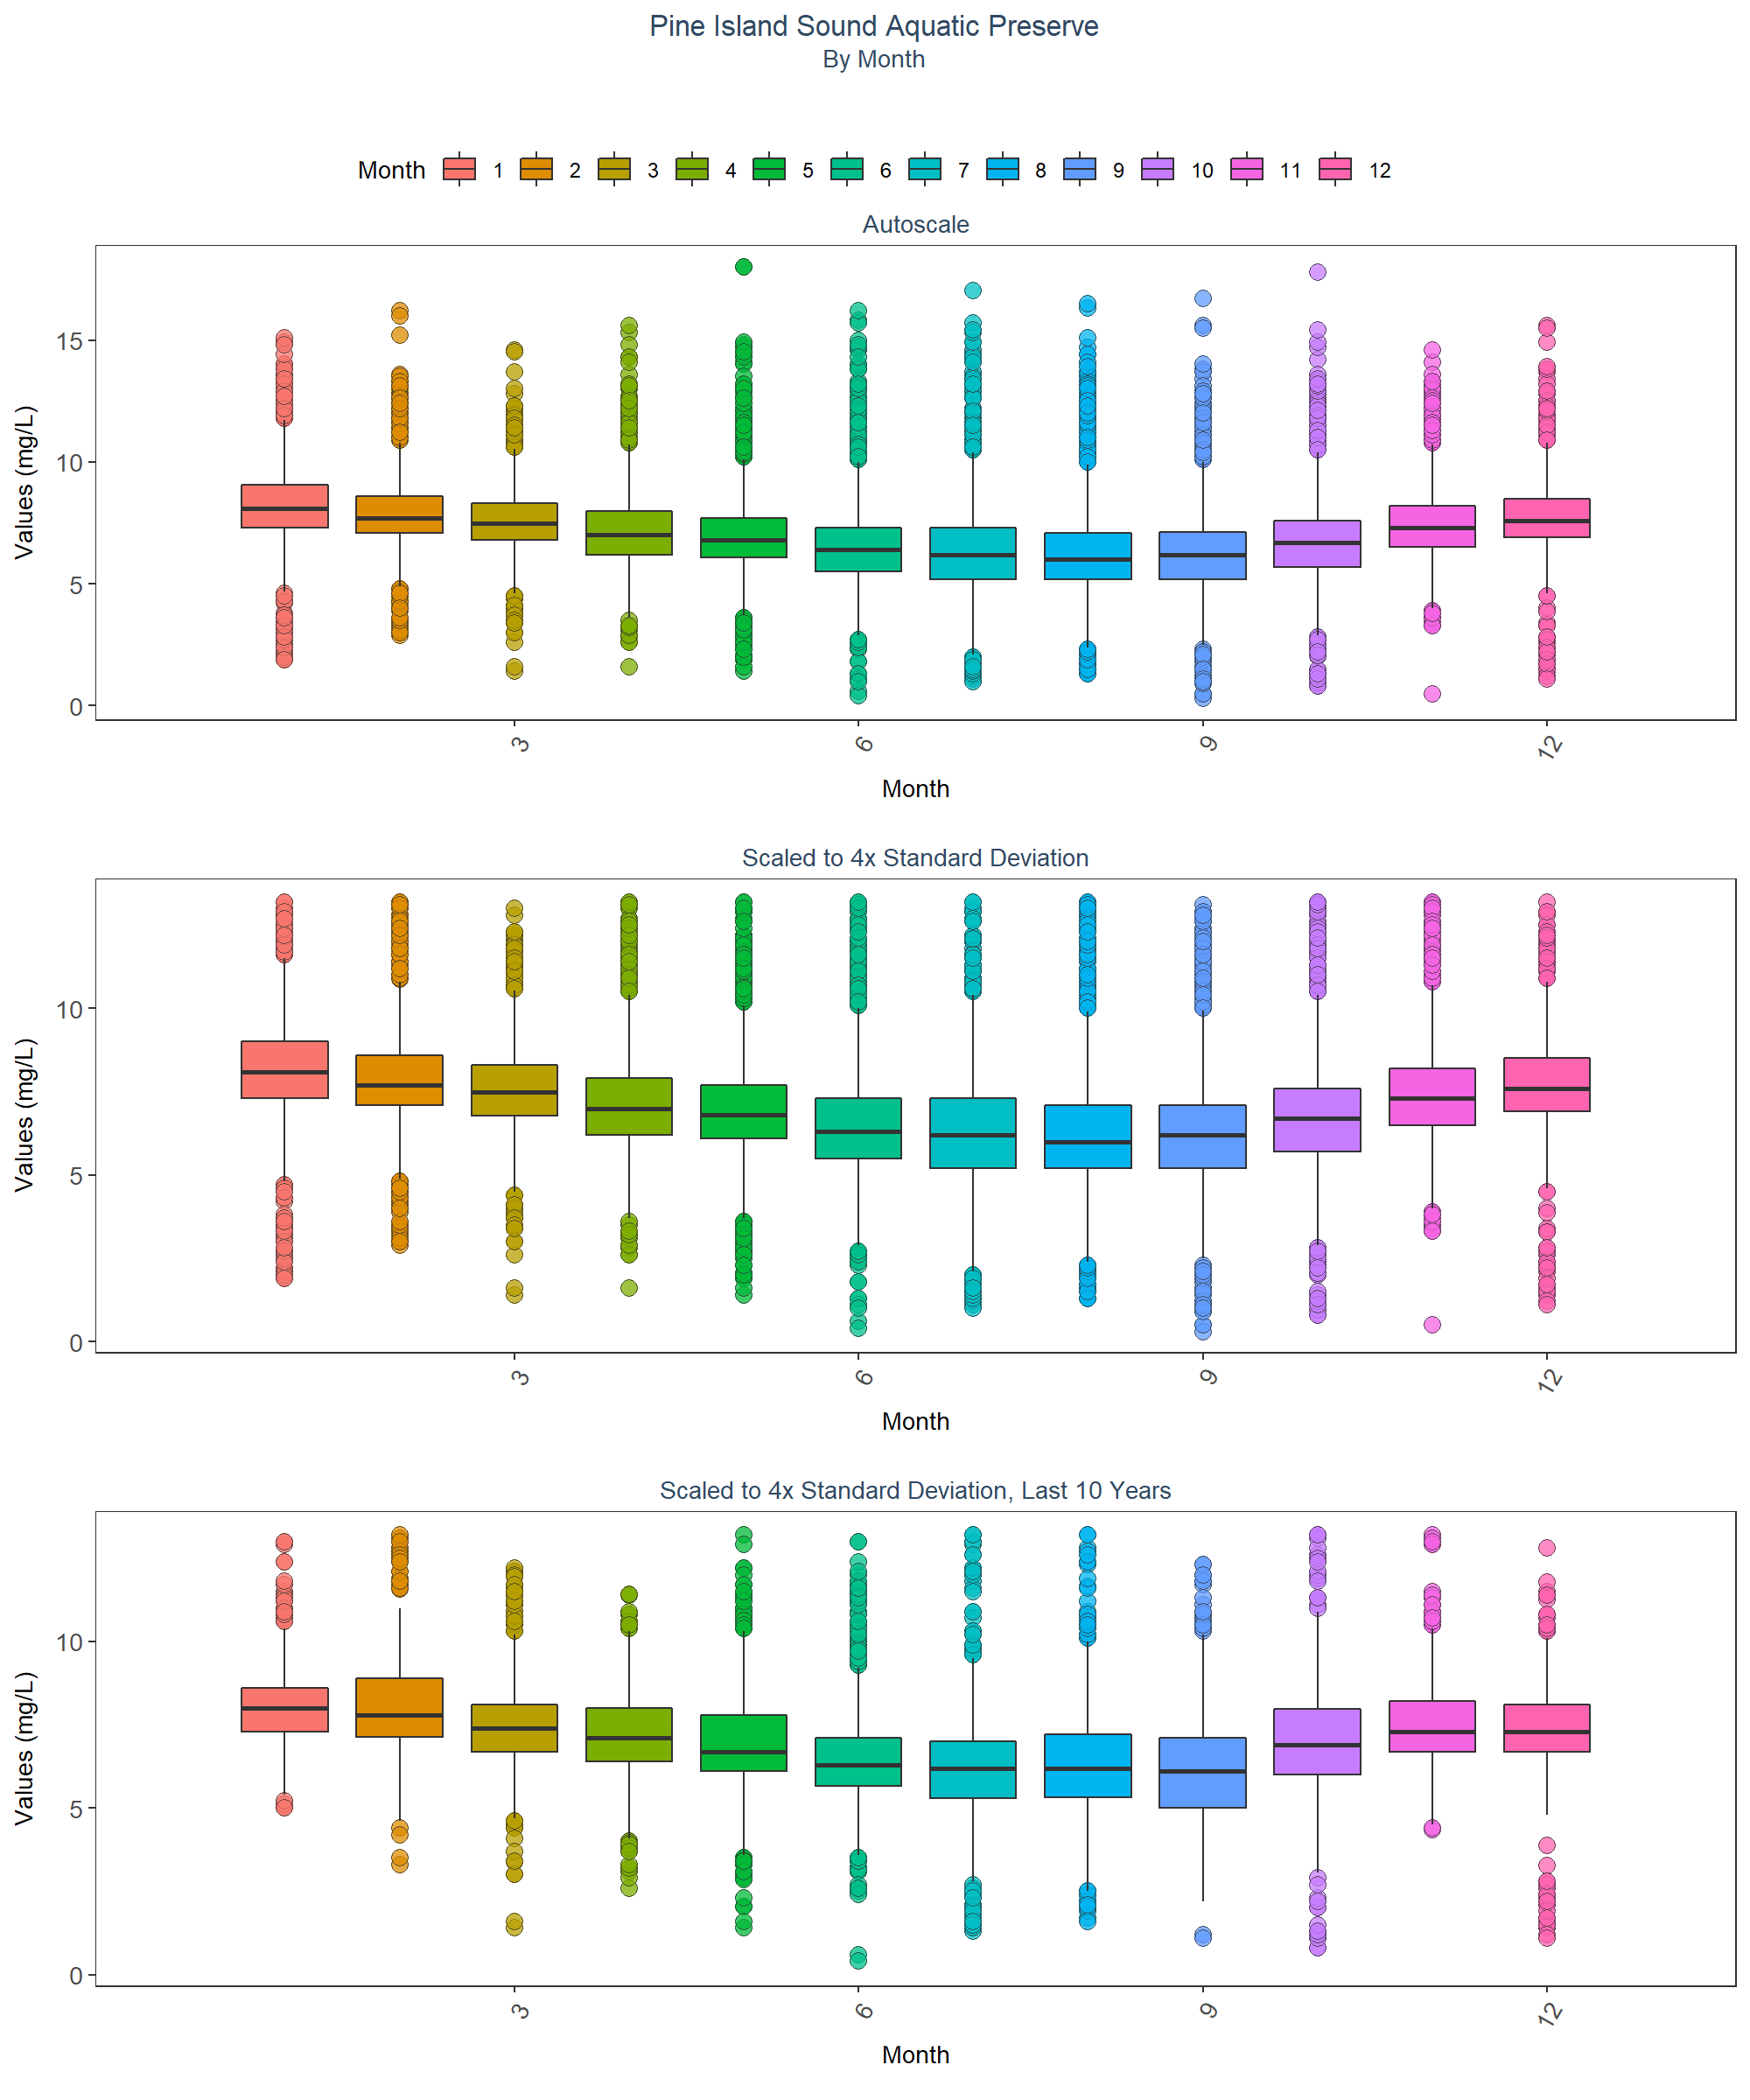 Pine Island Sound Aquatic Preserve
By Month
Month 1 2 3 4 5 6 7 8 9 10 11 12
Autoscale
Values (mg/L)
15
10
5
0
3 6 9 12
Month
Scaled to 4x Standard Deviation
Values (mg/L)
10
5
0
3 6 9 12
Month
Scaled to 4x Standard Deviation, Last 10 Years
Values (mg/L)
10
5
0
3 6 9 12
Month